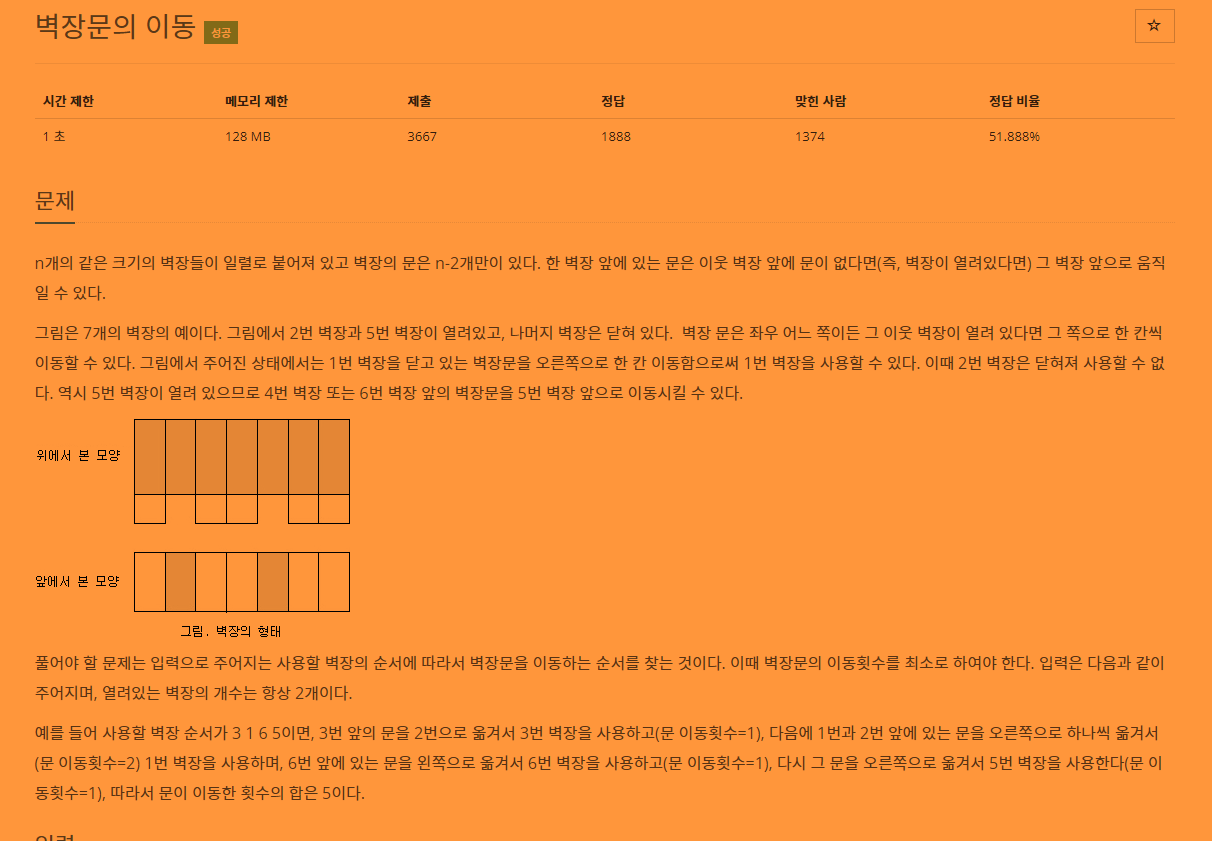 벽장문의 이동 성공
☆
시간 제한 메모리 제한 제출 정답 맞힌 사람 정답 비율
1 초 128 MB 3667 1888 1374 51.888%
문제
n개의 같은 크기의 벽장들이 일렬로 붙어져 있고 벽장의 문은 n-2개만이 있다. 한 벽장 앞에 있는 문은 이웃 벽장 앞에 문이 없다면(즉, 벽장이 열려있다면) 그 벽장 앞으로 움직
일 수 있다.
그림은 7개의 벽장의 예이다. 그림에서 2번 벽장과 5번 벽장이 열려있고, 나머지 벽장은 닫혀 있다. 벽장 문은 좌우 어느 쪽이든 그 이웃 벽장이 열려 있다면 그 쪽으로 한 칸씩
이동할 수 있다. 그림에서 주어진 상태에서는 1번 벽장을 닫고 있는 벽장문을 오른쪽으로 한 칸 이동함으로써 1번 벽장을 사용할 수 있다. 이때 2번 벽장은 닫혀져 사용할 수 없
다. 역시 5번 벽장이 열려 있으므로 4번 벽장 또는 6번 벽장 앞의 벽장문을 5번 벽장 앞으로 이동시킬 수 있다.
위에서 본 모양
앞에서 본 모양
그림. 벽장의 형태
풀어야 할 문제는 입력으로 주어지는 사용할 벽장의 순서에 따라서 벽장문을 이동하는 순서를 찾는 것이다. 이때 벽장문의 이동횟수를 최소로 하여야 한다. 입력은 다음과 같이
주어지며, 열려있는 벽장의 개수는 항상 2개이다.
예를 들어 사용할 벽장 순서가 3 1 6 5이면, 3번 앞의 문을 2번으로 옮겨서 3번 벽장을 사용하고(문 이동횟수=1), 다음에 1번과 2번 앞에 있는 문을 오른쪽으로 하나씩 옮겨서
(문 이동횟수=2) 1번 벽장을 사용하며, 6번 앞에 있는 문을 왼쪽으로 옮겨서 6번 벽장을 사용하고(문 이동횟수=1), 다시 그 문을 오른쪽으로 옮겨서 5번 벽장을 사용한다(문 이
동횟수=1), 따라서 문이 이동한 횟수의 합은 5이다.